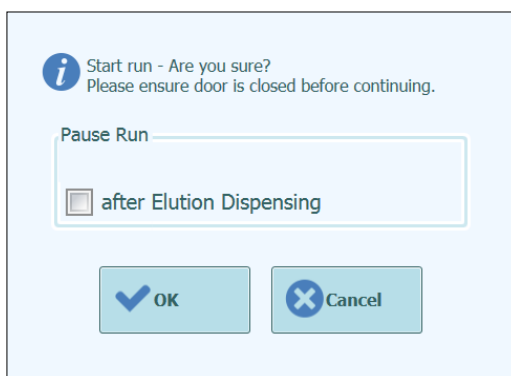 Start run - Are you sure?
Please ensure door is closed before continuing.
Pause Run
after Elution Dispensing
OK
Cancel